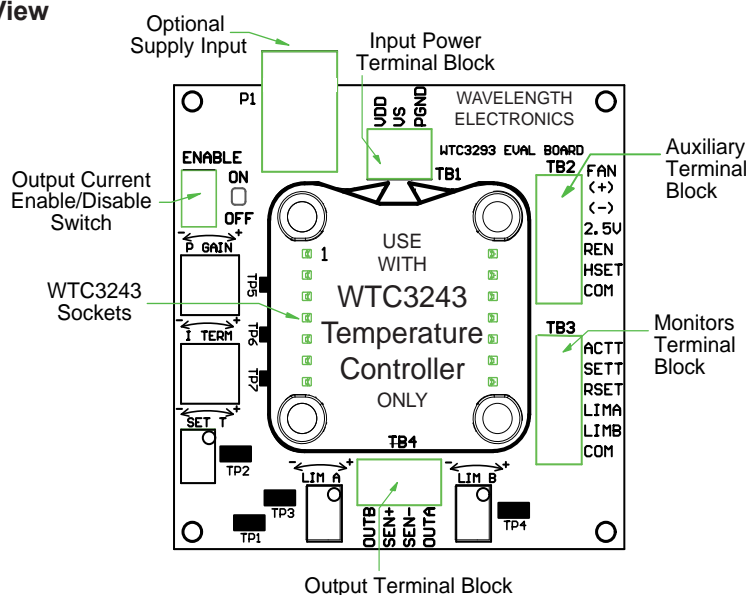 View
Optional
Supply Input
Input Power
Terminal Block
P1
VDD
VS
PGND
WAVELENGTH
ELECTRONICS
WTC3293 EVAL BOARD
TB1
TB2
Auxiliary
Terminal
Block
FAN
(+)
(-)
2.5V
REN
HSET
COM
Output Current
Enable/Disable
Switch
ENABLE
ON
OFF
- +
P GAIN
WTC3243
Sockets
TP5
TP6
TP7
1
USE
WITH
WTC3243
Temperature
Controller
ONLY
- +
I TERM
TB3
Monitors
Terminal
Block
ACTT
SETT
RSET
LIMA
LIMB
COM
- +
SET T
TP2
TB4
- +
LIM A
- +
LIM B
TP3
TP1
TP4
OUTB
SEN+
SEN-
OUTA
Output Terminal Block